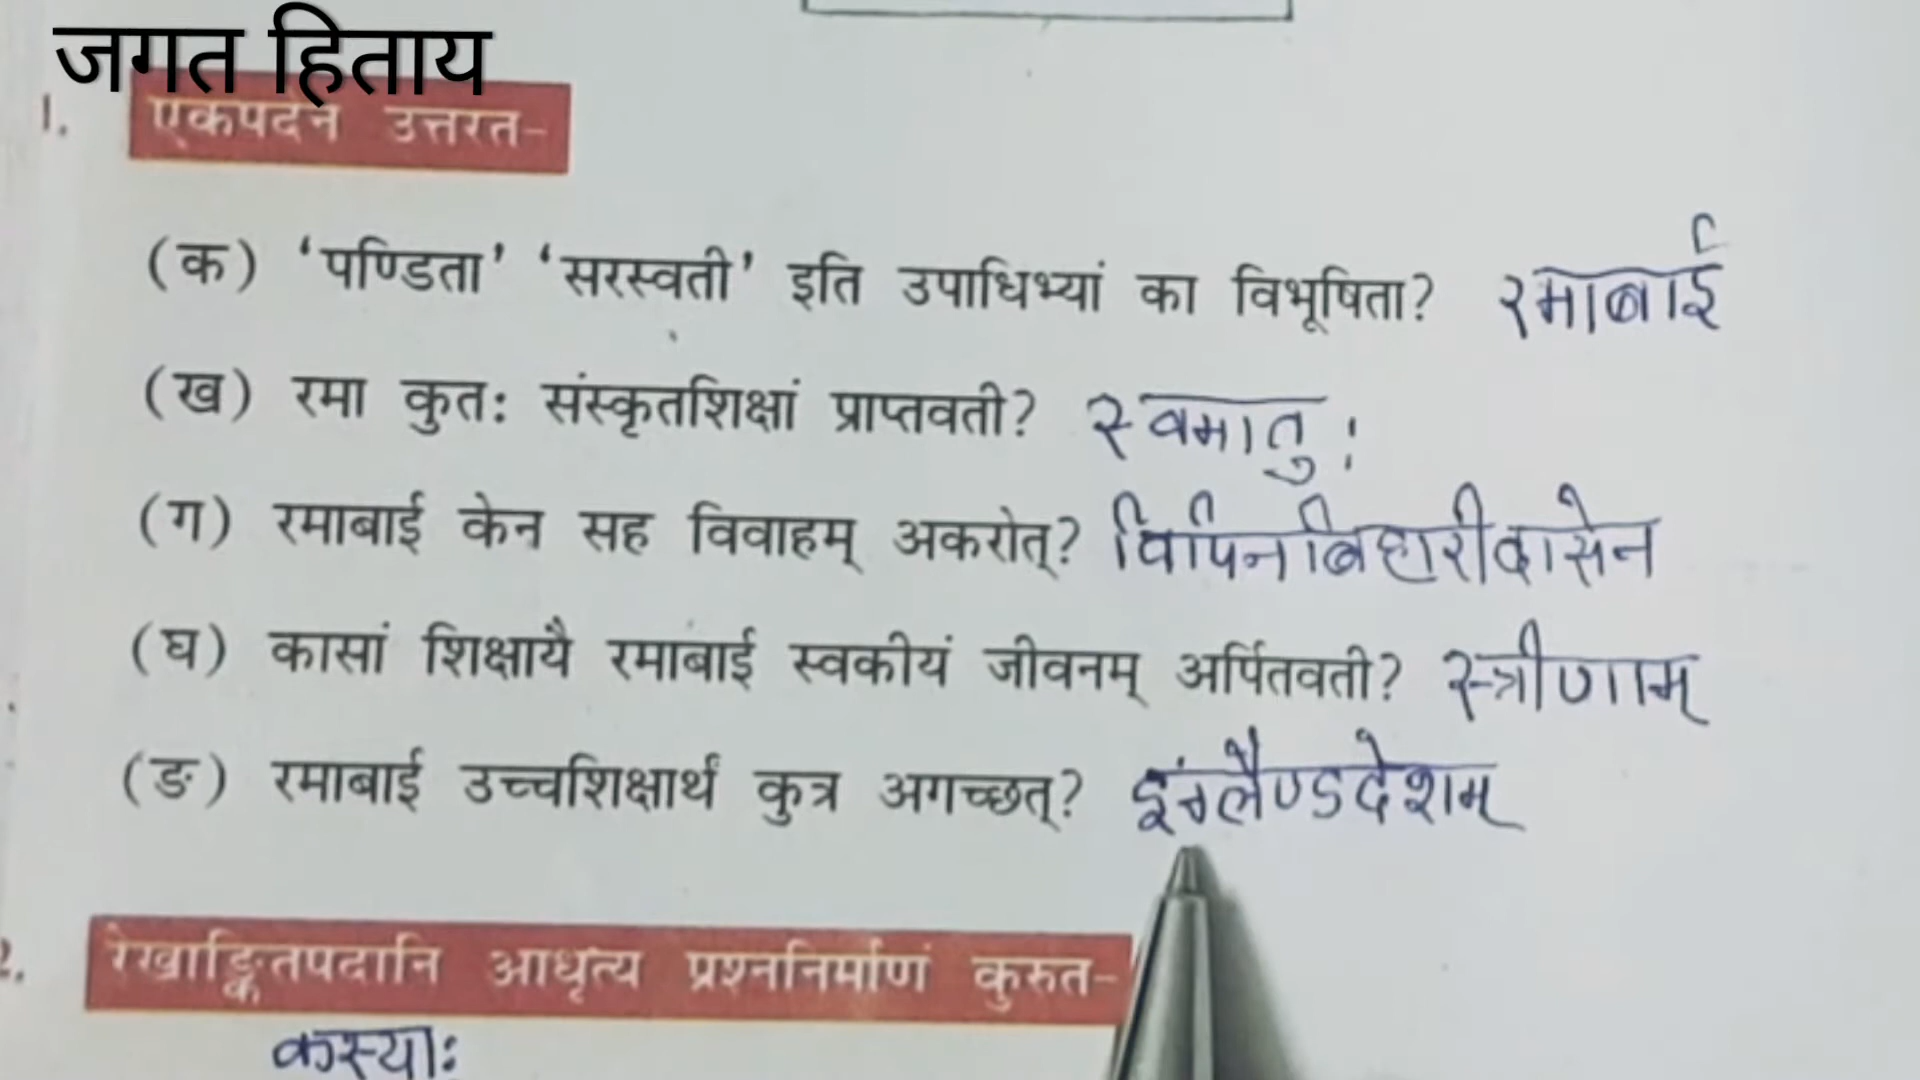 जगत हिताय
1. एकपदेन उत्तरत-
(क) ‘पण्डिता’ ‘सरस्वती’ इति उपाधिभ्यां का विभूषिता? रमाबाई
(ख) रमा कुतः संस्कृतशिक्षां प्राप्तवती? स्वमातुः
(ग) रमाबाई केन सह विवाहम् अकरोत्? विपिनबिहारीदासेन
(घ) कासां शिक्षायै रमाबाई स्वकीयं जीवनम् अर्पितवती? स्त्रीणाम्
(ङ) रमाबाई उच्चशिक्षार्थं कुत्र अगच्छत्? इंग्लैण्डदेशम्
2. रेखाङ्कितपदानि आधृत्य प्रश्ननिर्माणं कुरुत-
कस्याः